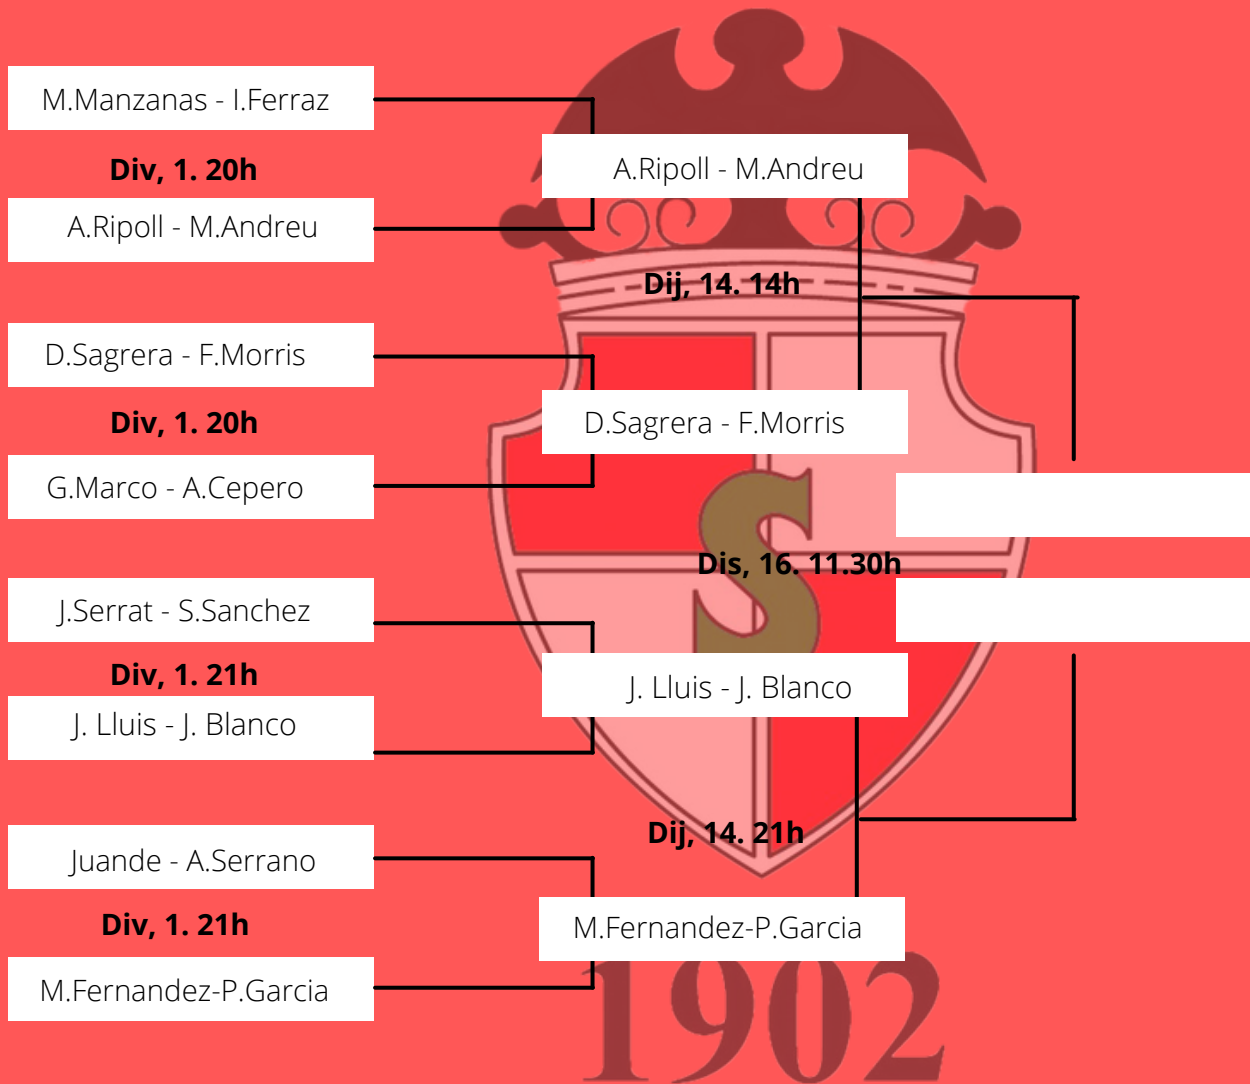 M.Manzanas - I.Ferraz
Div, 1. 20h
A.Ripoll - M.Andreu
D.Sagrera - F.Morris
Div, 1. 20h
G.Marco - A.Cepero
J.Serrat - S.Sanchez
Div, 1. 21h
J. Lluis - J. Blanco
Juande - A.Serrano
Div, 1. 21h
M.Fernandez-P.Garcia
A.Ripoll - M.Andreu
Dij, 14. 14h
D.Sagrera - F.Morris
J. Lluis - J. Blanco
Dij, 14. 21h
M.Fernandez-P.Garcia
Dis, 16. 11.30h
S
1902